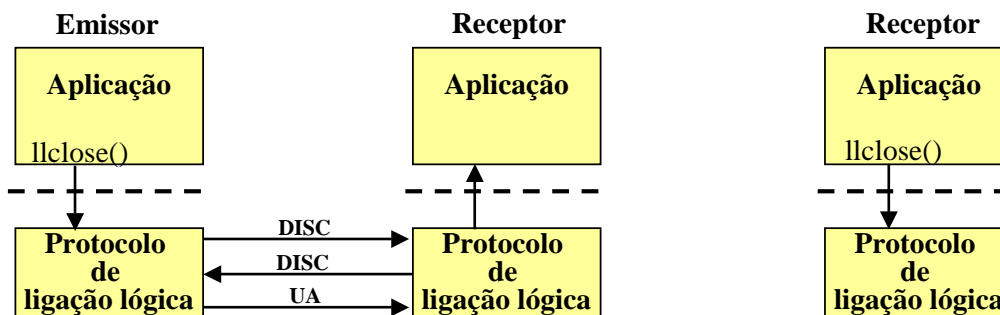 Emissor
Receptor
Receptor
Aplicação
Aplicação
Aplicação
llclose()
llclose()
DISC
DISC
UA
Protocolo
de
ligação lógica
Protocolo
de
ligação lógica
Protocolo
de
ligação lógica